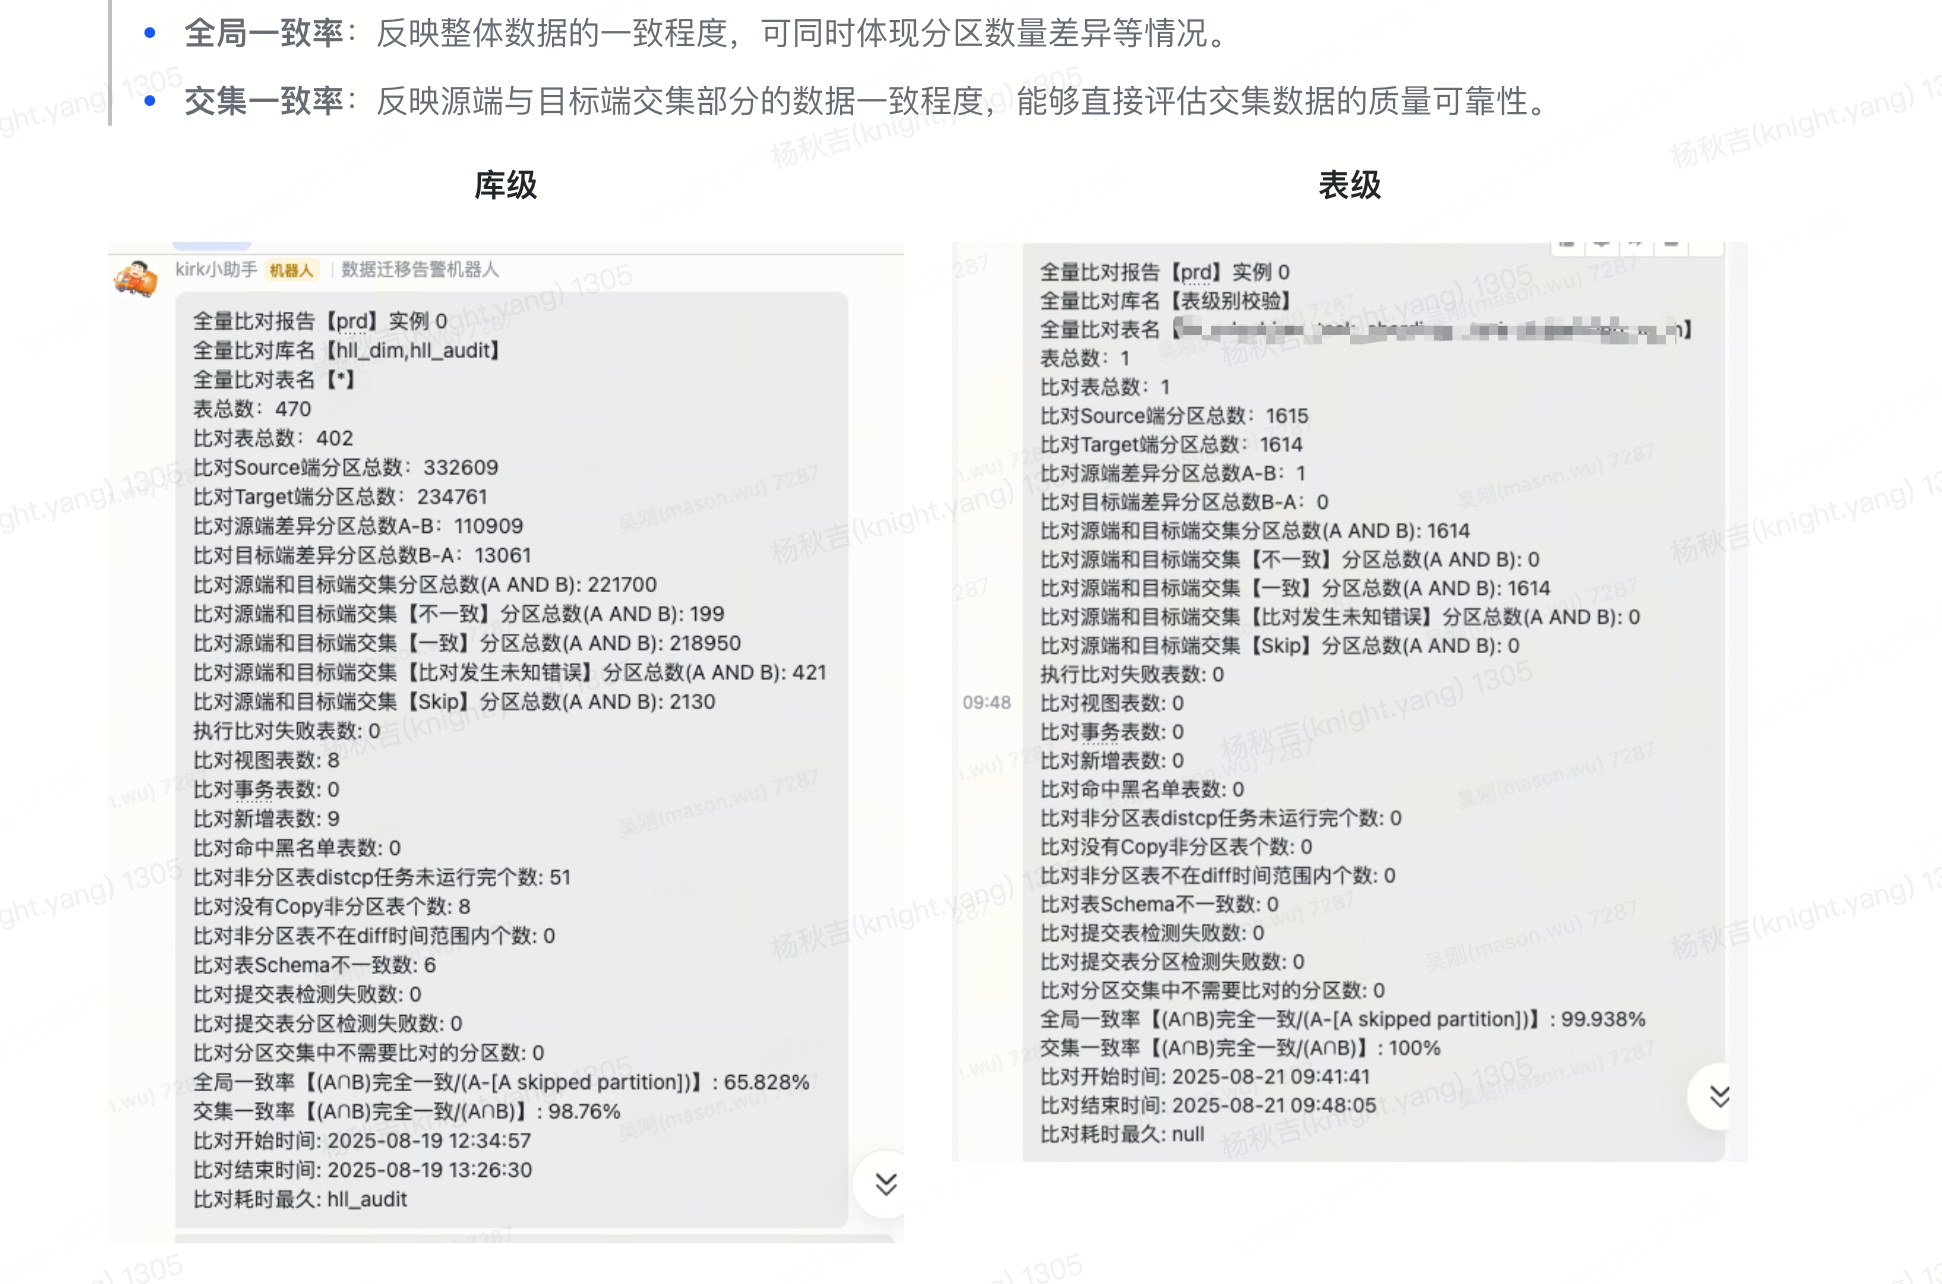 全局一致率：反映整体数据的一致程度，可同时体现分区数量差异等情况。
交集一致率：反映源端与目标端交集部分的数据一致程度，能够直接评估交集数据的质量可靠性。
库级
kirk小助手 机器人 | 数据迁移告警机器人
全量比对报告【prd】实例 0
全量比对库名【hll_dim,hll_audit】
全量比对表名【*】
表总数：470
比对表总数：402
比对Source端分区总数：332609
比对Target端分区总数：234761
比对源端差异分区总数A-B：110909
比对目标端差异分区总数B-A：13061
比对源端和目标端交集分区总数(A AND B): 221700
比对源端和目标端交集【不一致】分区总数(A AND B): 199
比对源端和目标端交集【一致】分区总数(A AND B): 218950
比对源端和目标端交集【比对发生未知错误】分区总数(A AND B): 421
比对源端和目标端交集【Skip】分区总数(A AND B): 2130
执行比对失败表数: 0
比对视图表数: 8
比对事务表数: 0
比对新增表数: 9
比对命中黑名单表数: 0
比对非分区表distcp任务未运行完个数: 51
比对没有Copy非分区表个数: 8
比对非分区表不在diff时间范围内个数: 0
比对表Schema不一致数: 6
比对提交表检测失败数: 0
比对提交表分区检测失败数: 0
比对分区交集中不需要比对的分区数: 0
全局一致率【(A∩B)完全一致/(A-[A skipped partition])】: 65.828%
交集一致率【(A∩B)完全一致/(A∩B)】: 98.76%
比对开始时间: 2025-08-19 12:34:57
比对结束时间: 2025-08-19 13:26:30
比对耗时最久: hll_audit
表级
全量比对报告【prd】实例 0
全量比对库名【表级别校验】
全量比对表名【】
表总数：1
比对表总数：1
比对Source端分区总数：1615
比对Target端分区总数：1614
比对源端差异分区总数A-B：1
比对目标端差异分区总数B-A：0
比对源端和目标端交集分区总数(A AND B): 1614
比对源端和目标端交集【不一致】分区总数(A AND B): 0
比对源端和目标端交集【一致】分区总数(A AND B): 1614
比对源端和目标端交集【比对发生未知错误】分区总数(A AND B): 0
比对源端和目标端交集【Skip】分区总数(A AND B): 0
执行比对失败表数: 0
09:48
比对视图表数: 0
比对事务表数: 0
比对新增表数: 0
比对命中黑名单表数: 0
比对非分区表distcp任务未运行完个数: 0
比对没有Copy非分区表个数: 0
比对非分区表不在diff时间范围内个数: 0
比对表Schema不一致数: 0
比对提交表检测失败数: 0
比对提交表分区检测失败数: 0
比对分区交集中不需要比对的分区数: 0
全局一致率【(A∩B)完全一致/(A-[A skipped partition])】: 99.938%
交集一致率【(A∩B)完全一致/(A∩B)】: 100%
比对开始时间: 2025-08-21 09:41:41
比对结束时间: 2025-08-21 09:48:05
比对耗时最久: null
杨秋吉(knight.yang) 1305
吴刚(mason.wu) 7287